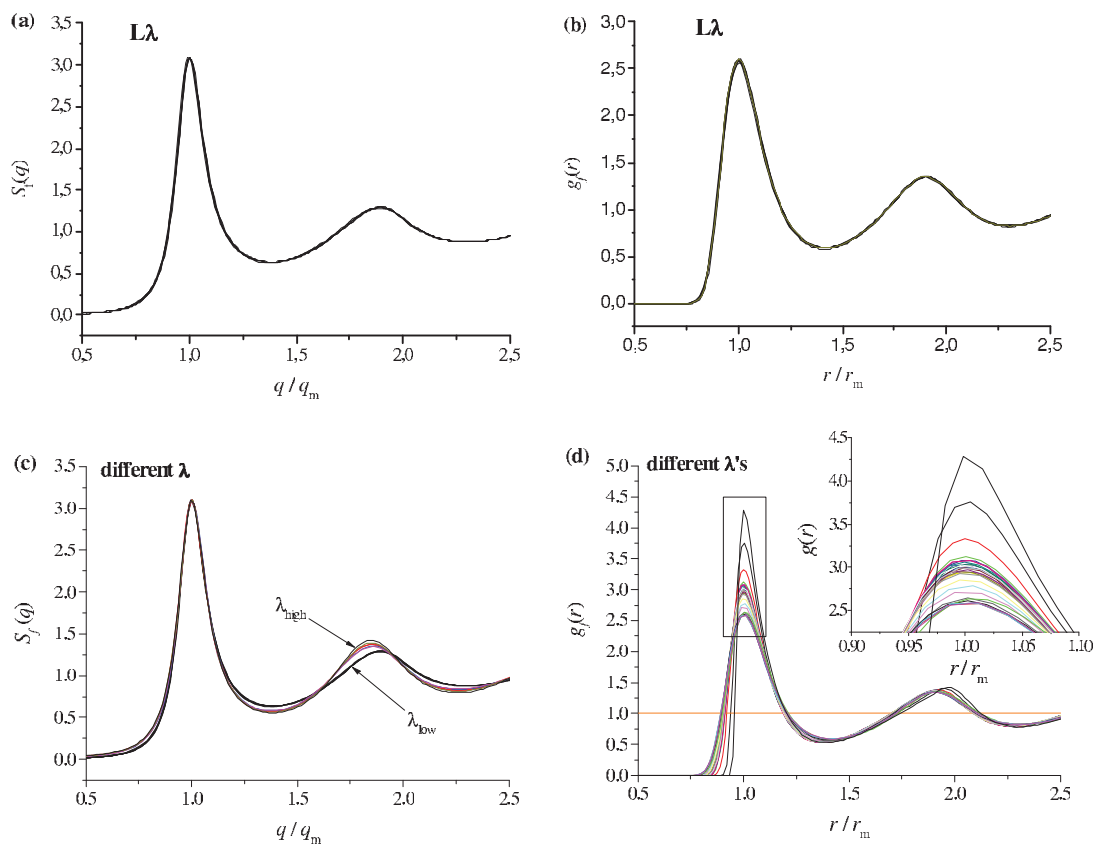 (a)
Lλ
3,5
3,0
2,5
2,0
1,5
1,0
0,5
0,0
S_f(q)
0,5 1,0 1,5 2,0 2,5
q / q_m
(b)
Lλ
3,0
2,5
2,0
1,5
1,0
0,5
0,0
g_f(r)
0,5 1,0 1,5 2,0 2,5
r / r_m
(c)
different λ
3.5
3.0
2.5
2.0
1.5
1.0
0.5
0.0
S_f(q)
λ_high
λ_low
0.5 1.0 1.5 2.0 2.5
q / q_m
(d)
different λ's
5.0
4.5
4.0
3.5
3.0
2.5
2.0
1.5
1.0
0.5
0.0
g_f(r)
0.5 1.0 1.5 2.0 2.5
r / r_m
4.5
4.0
3.5
3.0
2.5
g(r)
0.90 0.95 1.00 1.05 1.10
r / r_m